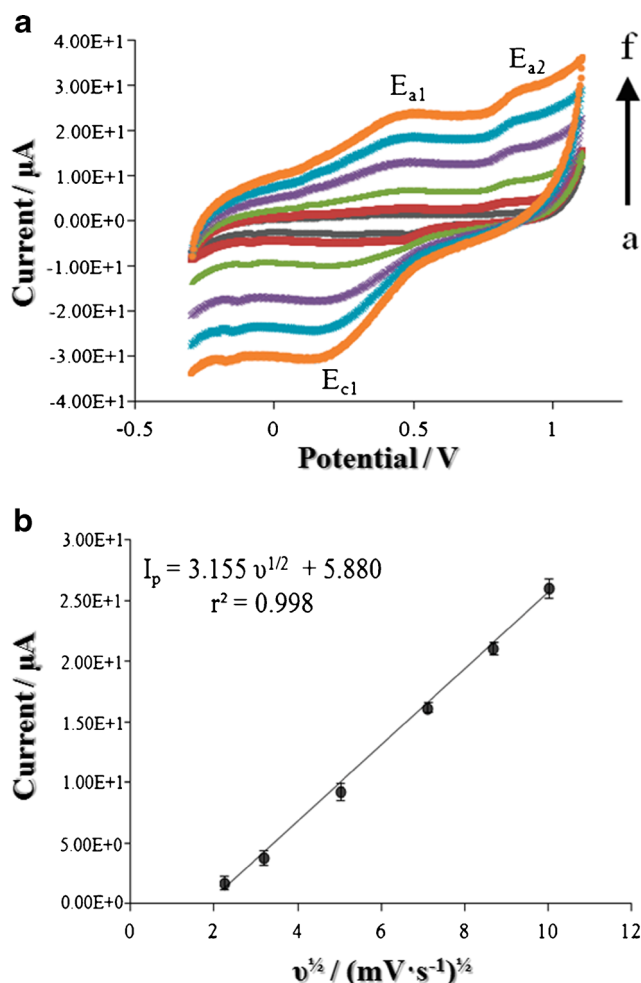 a
4.00E+1
3.00E+1
2.00E+1
1.00E+1
0.00E+0
-1.00E+1
-2.00E+1
-3.00E+1
-4.00E+1
Current / µA
Ea1
Ea2
Ec1
f
a
-0.5
0
0.5
1
Potential / V
b
3.00E+1
2.50E+1
2.00E+1
1.50E+1
1.00E+1
5.00E+0
0.00E+0
Current / µA
Ip = 3.155 υ^1/2 + 5.880
r² = 0.998
0
2
4
6
8
10
12
υ^½ / (mV·s⁻¹)^½